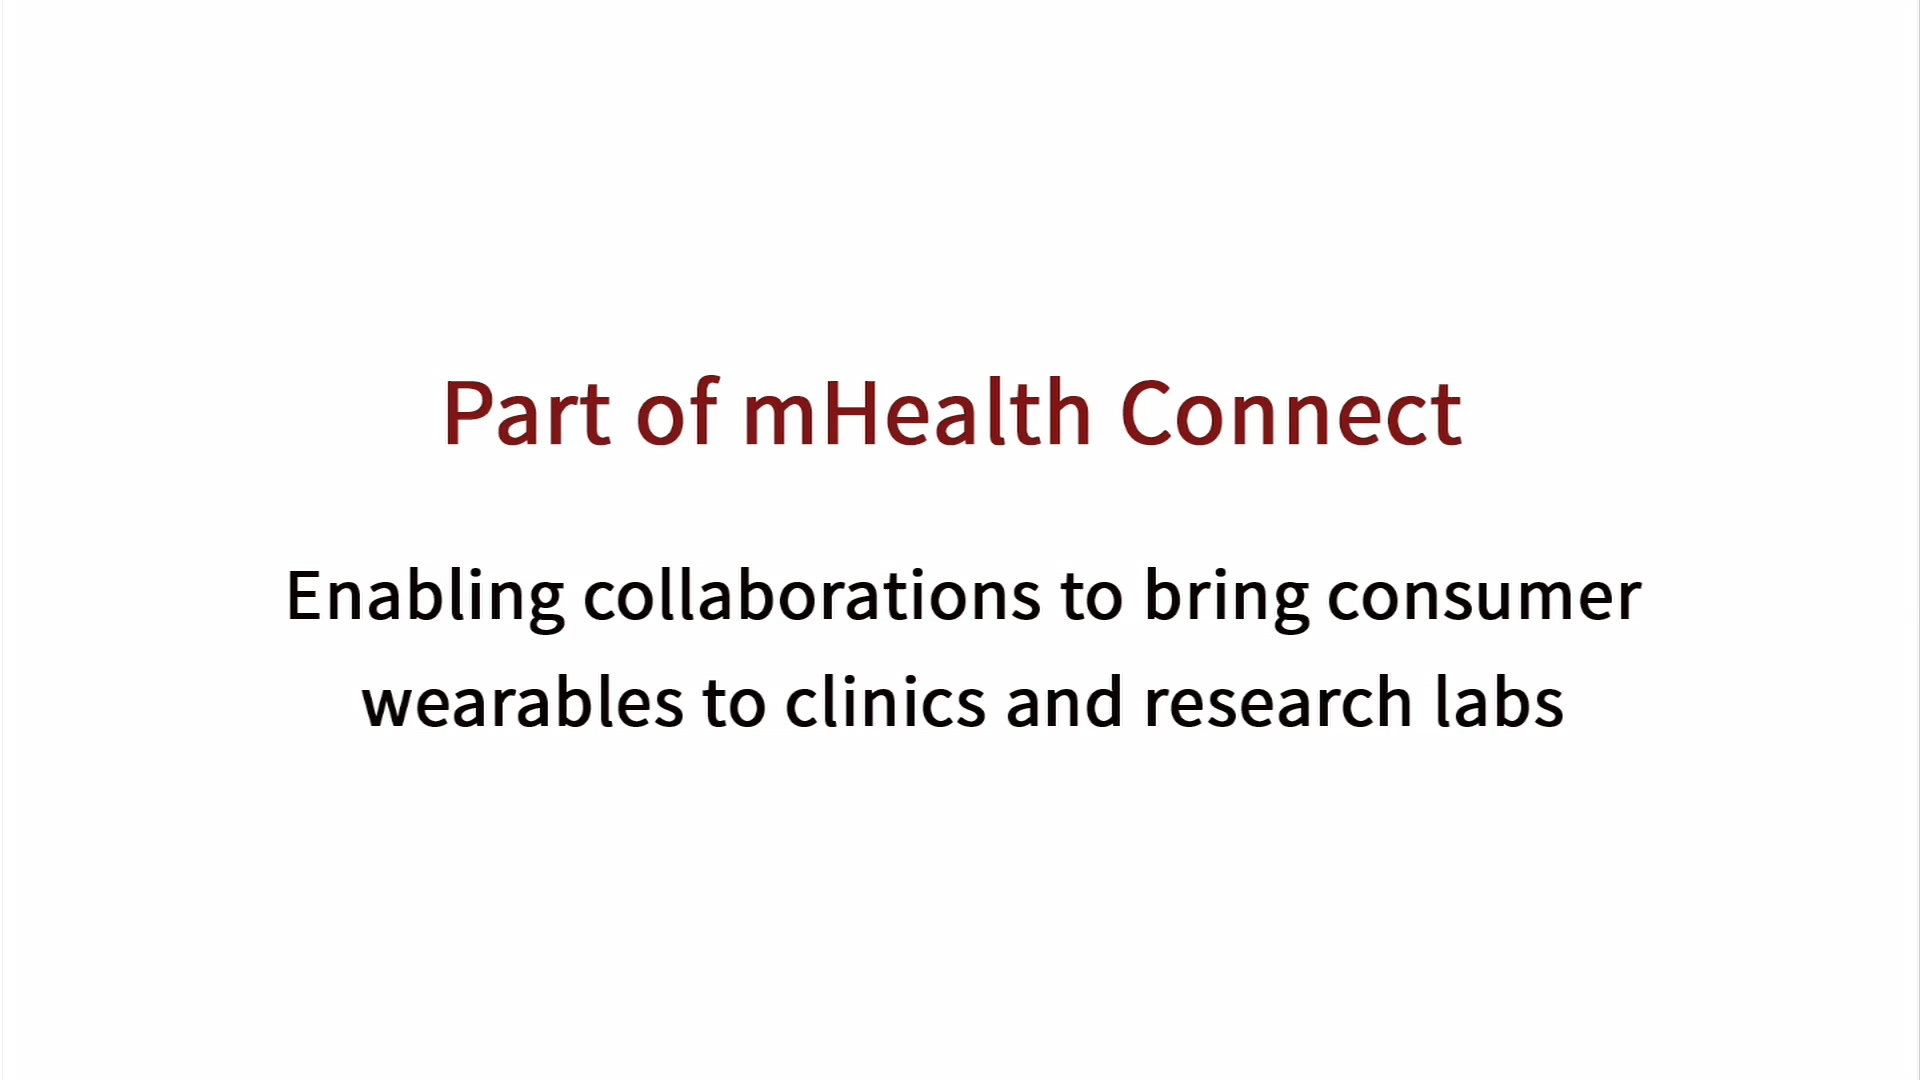 Part of mHealth Connect
Enabling collaborations to bring consumer
wearables to clinics and research labs